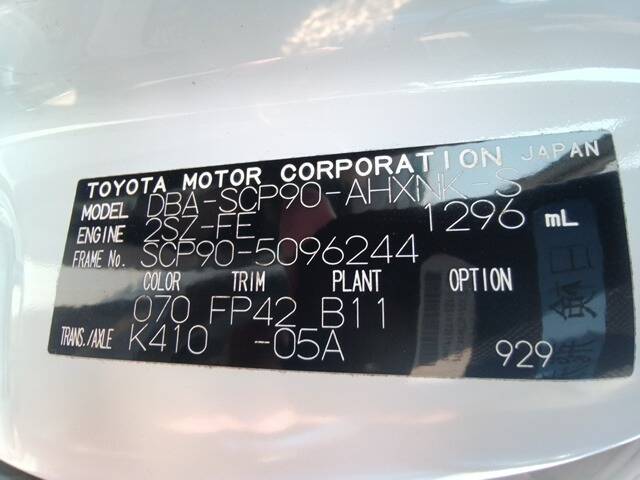 TOYOTA MOTOR CORPORATION JAPAN
MODEL DBA-SCP90-AHXNK-S
ENGINE 2SZ-FE 1296 mL
FRAME No. SCP90-5096244
COLOR TRIM PLANT OPTION
070 FP42 B11
TRANS./AXLE K410 -05A 929